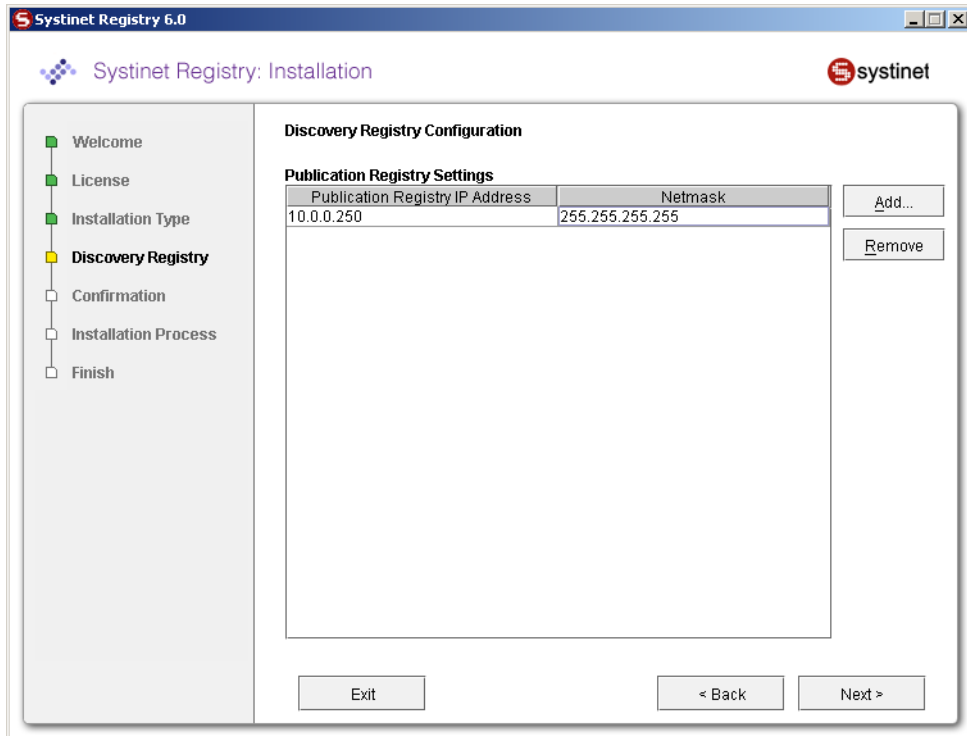 Systinet Registry 6.0
Systinet Registry: Installation
systinet
Welcome
License
Installation Type
Discovery Registry
Confirmation
Installation Process
Finish
Discovery Registry Configuration
Publication Registry Settings
Publication Registry IP Address Netmask
10.0.0.250 255.255.255.255
Add...
Remove
Exit < Back Next >